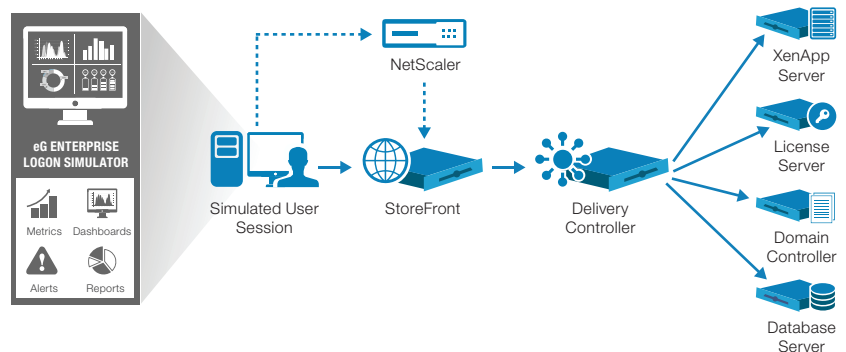 eG ENTERPRISE
LOGON SIMULATOR
Metrics
Dashboards
Alerts
Reports
Simulated User
Session
NetScaler
StoreFront
Delivery
Controller
XenApp
Server
License
Server
Domain
Controller
Database
Server